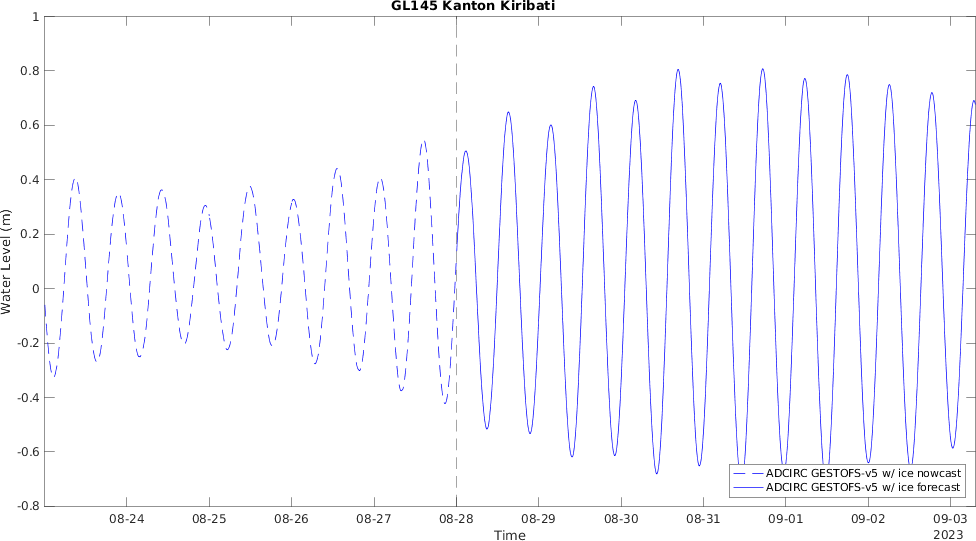 GL145 Kanton Kiribati
1
0.8
0.6
0.4
0.2
0
-0.2
-0.4
-0.6
-0.8
Water Level (m)
ADCIRC GESTOFS-v5 w/ ice nowcast
ADCIRC GESTOFS-v5 w/ ice forecast
08-24 08-25 08-26 08-27 08-28 08-29 08-30 08-31 09-01 09-02 09-03
Time
2023